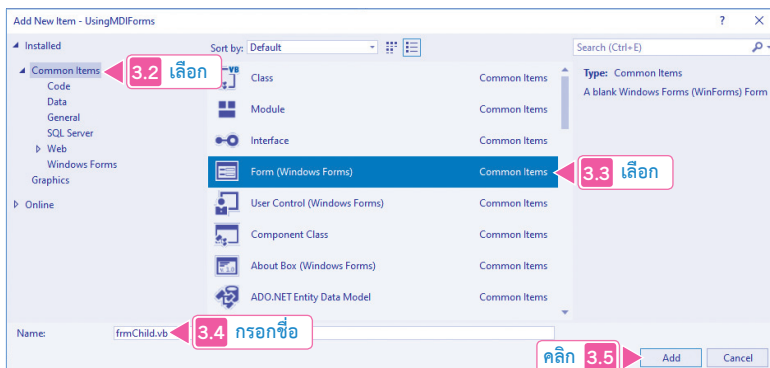 Add New Item - UsingMDIForms ? ×
Installed
Sort by: Default
Search (Ctrl+E)
Common Items
3.2 เลือก
Code
Data
General
SQL Server
Web
Windows Forms
Graphics
Online
VB
Class Common Items
Module Common Items
Interface Common Items
Form (Windows Forms) Common Items
3.3 เลือก
User Control (Windows Forms) Common Items
Component Class Common Items
About Box (Windows Forms) Common Items
ADO.NET Entity Data Model Common Items
Type: Common Items
A blank Windows Forms (WinForms) Form
Name: frmChild.vb
3.4 กรอกชื่อ
คลิก 3.5
Add Cancel